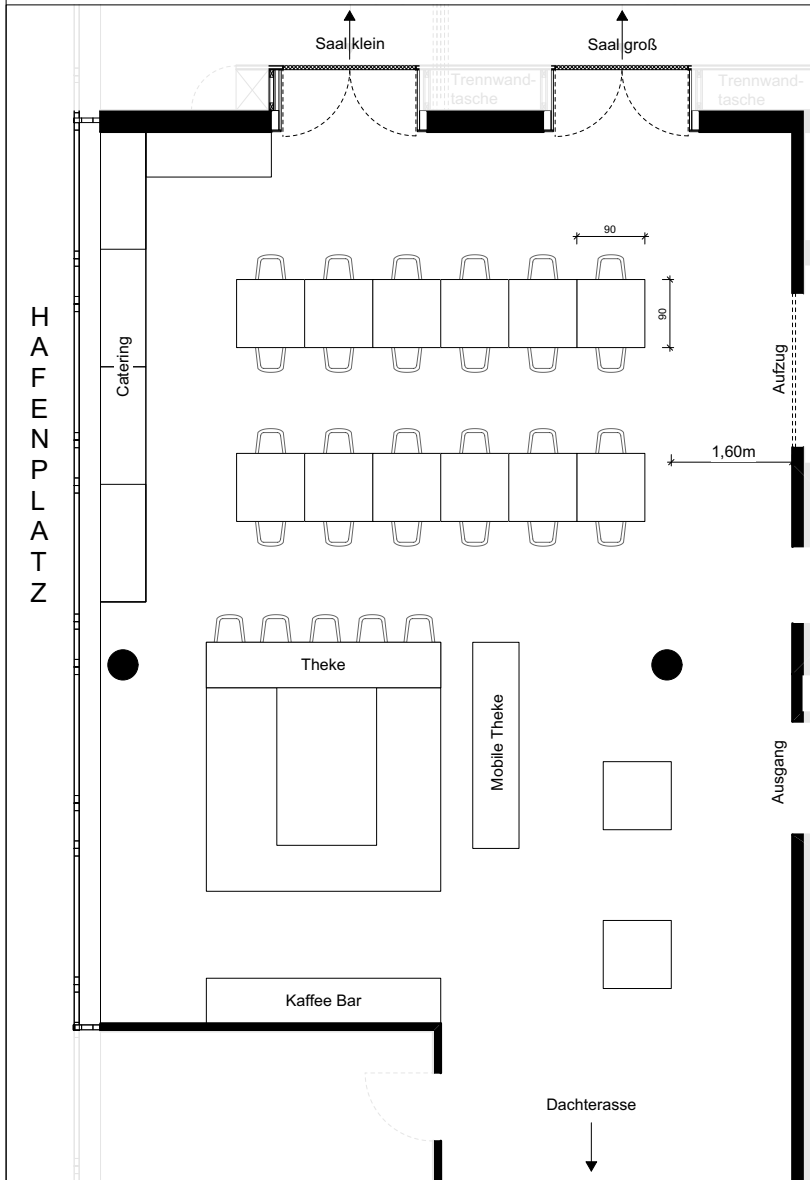 Saal klein
Saal groß
Trennwand-
tasche
Trennwand-
tasche
90
90
HAFENPLATZ
Catering
Aufzug
1,60m
Theke
Mobile Theke
Ausgang
Kaffee Bar
Dachterasse